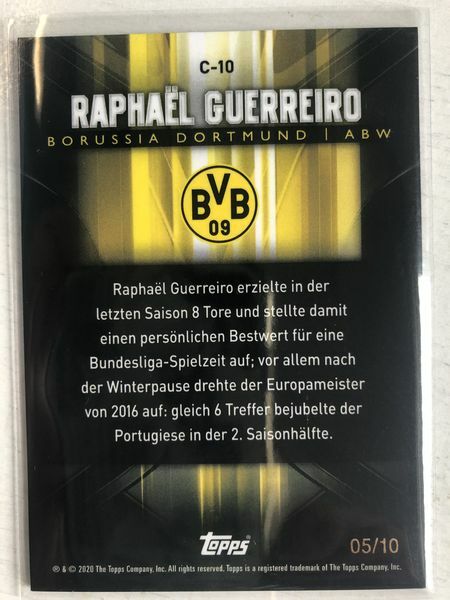 C-10
RAPHAËL GUERREIRO
BORUSSIA DORTMUND | ABW
BVB
09
Raphaël Guerreiro erzielte in der
letzten Saison 8 Tore und stellte damit
einen persönlichen Bestwert für eine
Bundesliga-Spielzeit auf; vor allem nach
der Winterpause drehte der Europameister
von 2016 auf: gleich 6 Treffer bejubelte der
Portugiese in der 2. Saisonhälfte.
topps
05/10
® & © 2020 The Topps Company, Inc. All rights reserved. Topps is a registered trademark of The Topps Company, Inc.